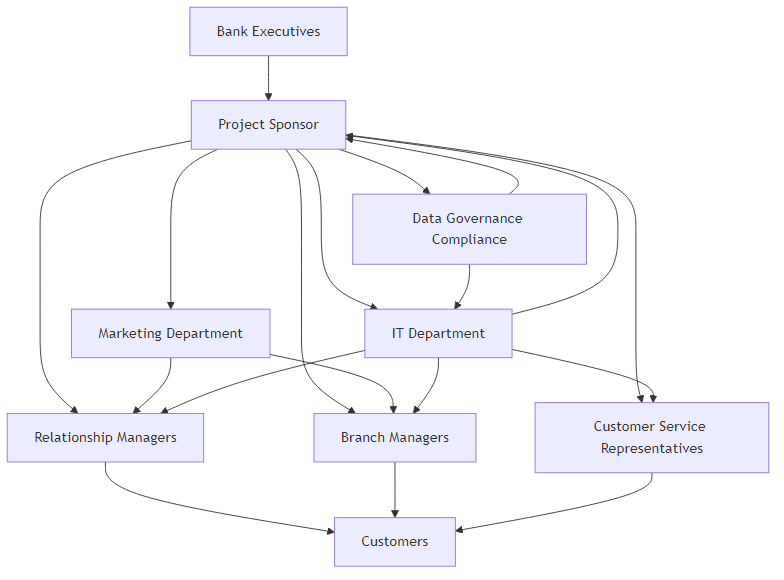 Bank Executives
Project Sponsor
Data Governance
Compliance
Marketing Department
IT Department
Relationship Managers
Branch Managers
Customer Service
Representatives
Customers